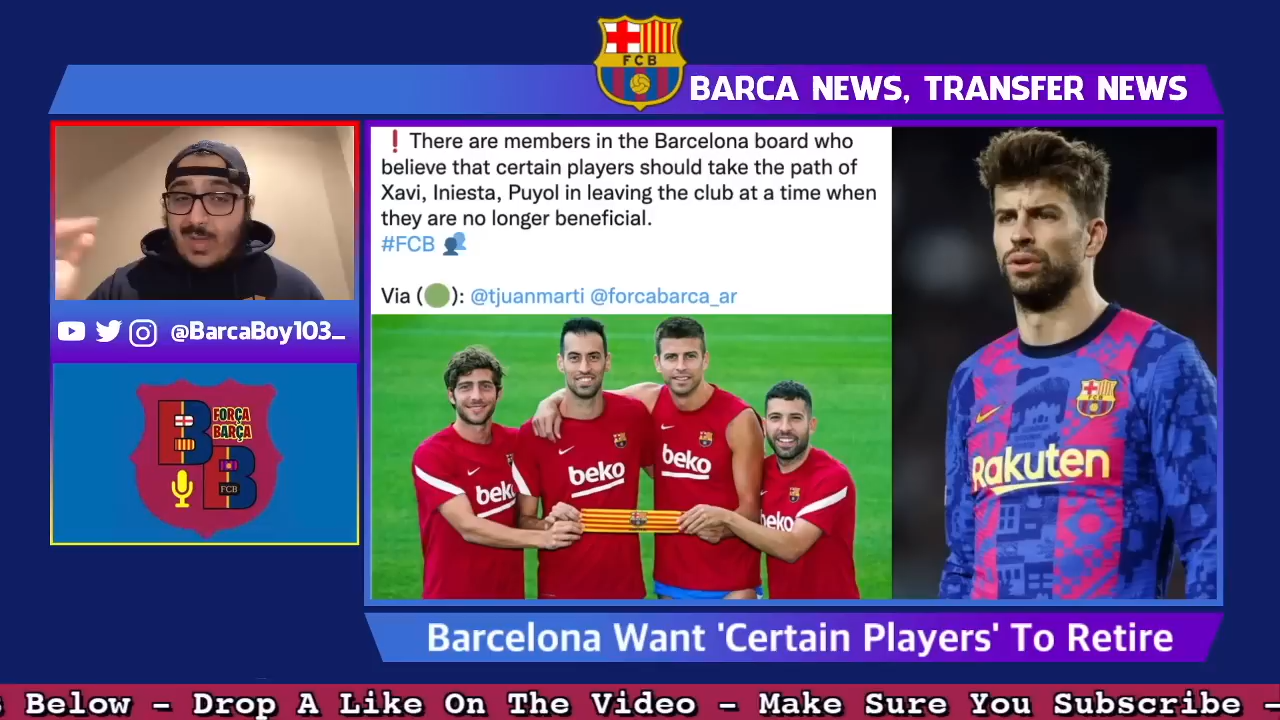 FCB
BARCA NEWS, TRANSFER NEWS
❗There are members in the Barcelona board who
believe that certain players should take the path of
Xavi, Iniesta, Puyol in leaving the club at a time when
they are no longer beneficial.
#FCB 👥
Via (🟢): @tjuanmarti @forcabarca_ar
@BarcaBoy103_
B FORÇA
BARÇA
B
FCB
beko
beko
beko
beko
Rakuten
Barcelona Want 'Certain Players' To Retire
s Below - Drop A Like On The Video - Make Sure You Subscribe -